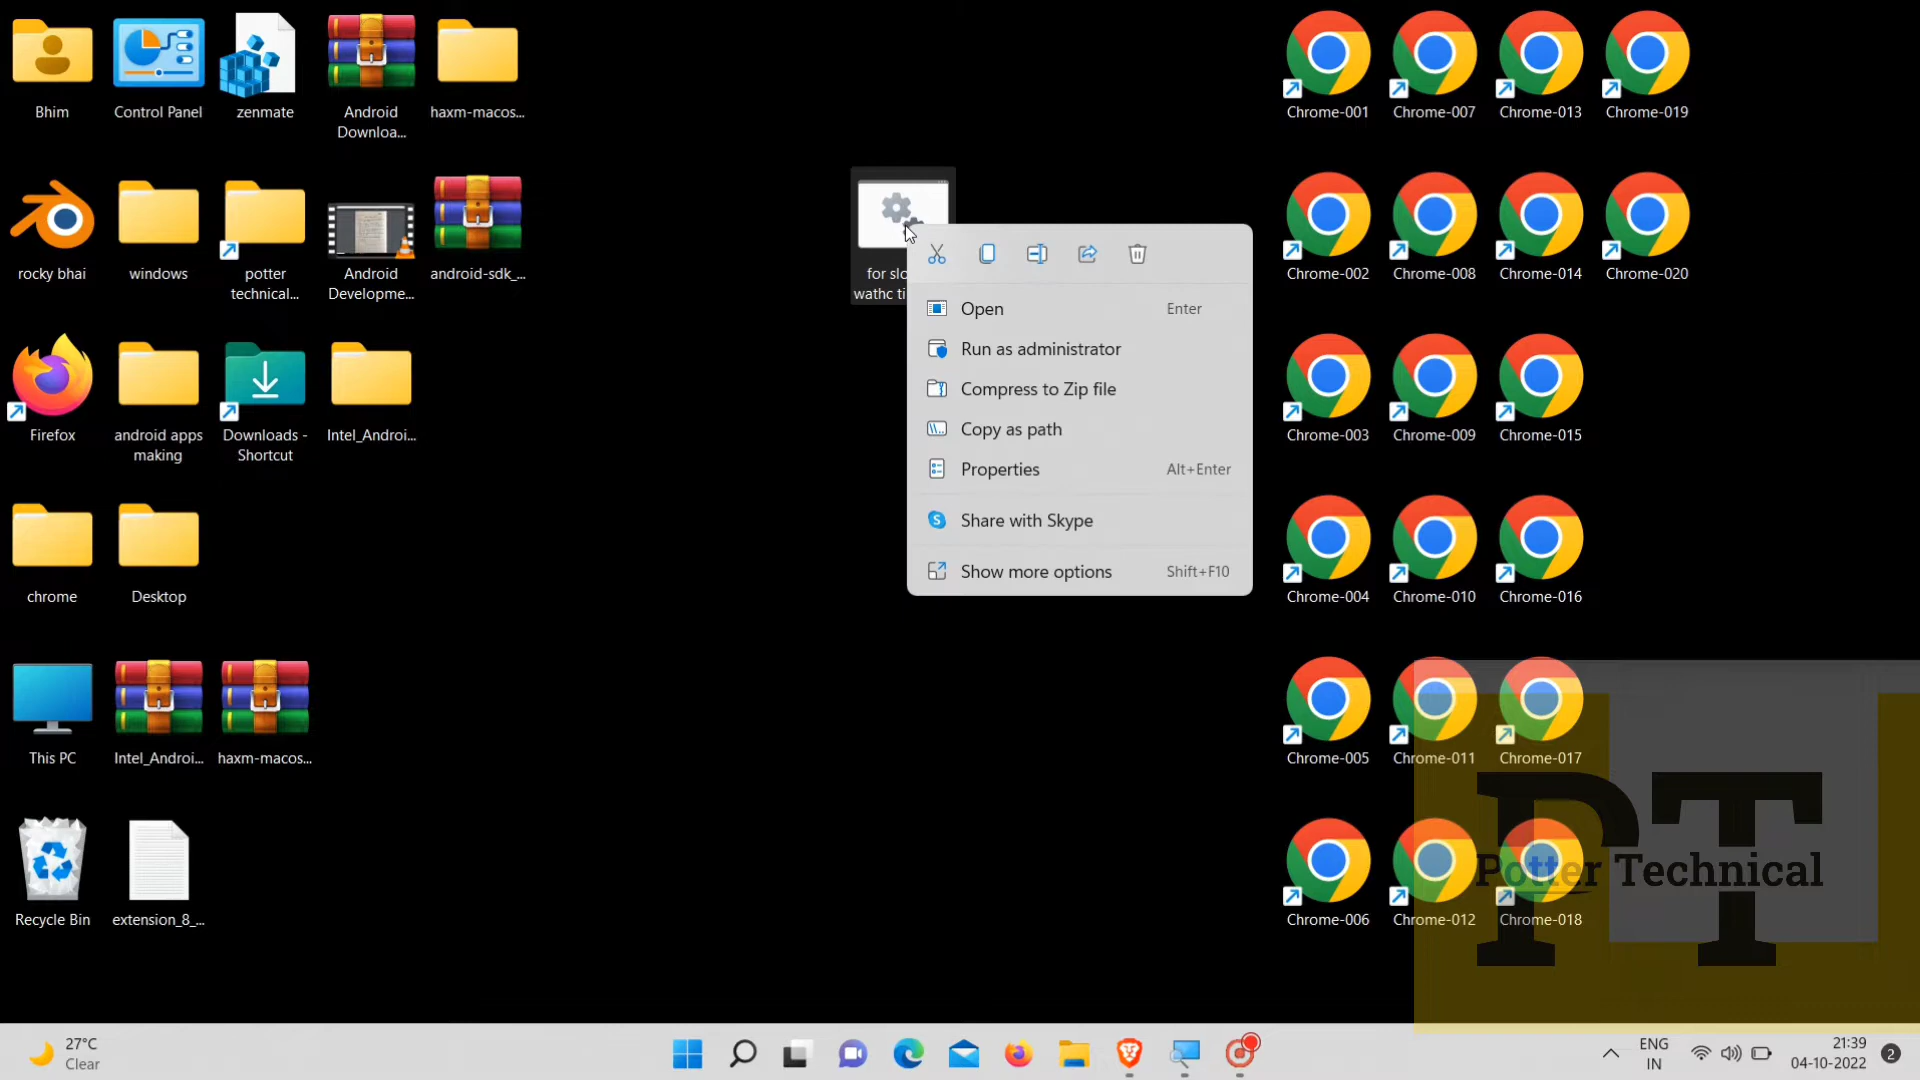 Bhim
Control Panel
zenmate
Android
Downloa...
haxm-macos...
rocky bhai
windows
potter
technical...
Android
Developme...
android-sdk_...
Firefox
android apps
making
Downloads -
Shortcut
Intel_Androi...
chrome
Desktop
This PC
Intel_Androi...
haxm-macos...
Recycle Bin
extension_8_...
for slo
wathc ti
Open Enter
Run as administrator
Compress to Zip file
Copy as path
Properties Alt+Enter
Share with Skype
Show more options Shift+F10
Chrome-001
Chrome-007
Chrome-013
Chrome-019
Chrome-002
Chrome-008
Chrome-014
Chrome-020
Chrome-003
Chrome-009
Chrome-015
Chrome-004
Chrome-010
Chrome-016
Chrome-005
Chrome-011
Chrome-017
Chrome-006
Chrome-012
Chrome-018
PT
Potter Technical
27°C
Clear
ENG
IN
21:39
04-10-2022
2